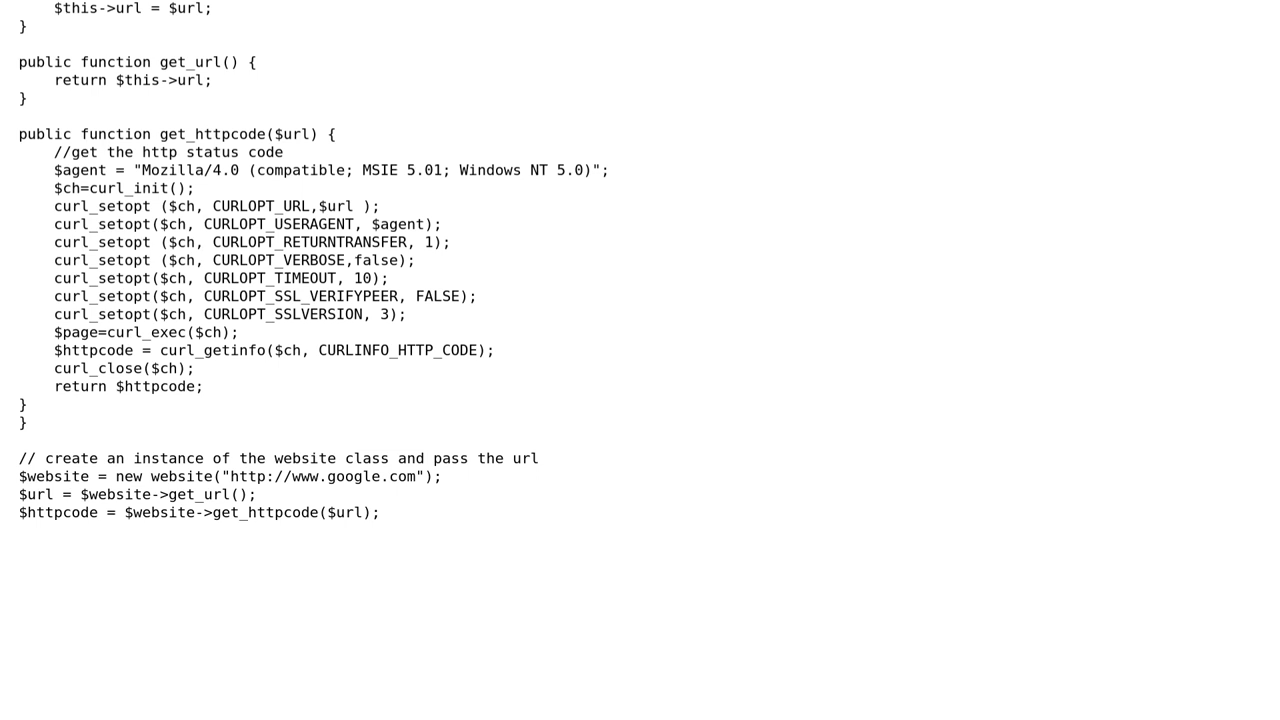 $this->url = $url;
}

public function get_url() {
    return $this->url;
}

public function get_httpcode($url) {
    //get the http status code
    $agent = "Mozilla/4.0 (compatible; MSIE 5.01; Windows NT 5.0)";
    $ch=curl_init();
    curl_setopt ($ch, CURLOPT_URL,$url );
    curl_setopt($ch, CURLOPT_USERAGENT, $agent);
    curl_setopt ($ch, CURLOPT_RETURNTRANSFER, 1);
    curl_setopt ($ch, CURLOPT_VERBOSE,false);
    curl_setopt($ch, CURLOPT_TIMEOUT, 10);
    curl_setopt($ch, CURLOPT_SSL_VERIFYPEER, FALSE);
    curl_setopt($ch, CURLOPT_SSLVERSION, 3);
    $page=curl_exec($ch);
    $httpcode = curl_getinfo($ch, CURLINFO_HTTP_CODE);
    curl_close($ch);
    return $httpcode;
}
}

// create an instance of the website class and pass the url
$website = new website("http://www.google.com");
$url = $website->get_url();
$httpcode = $website->get_httpcode($url);